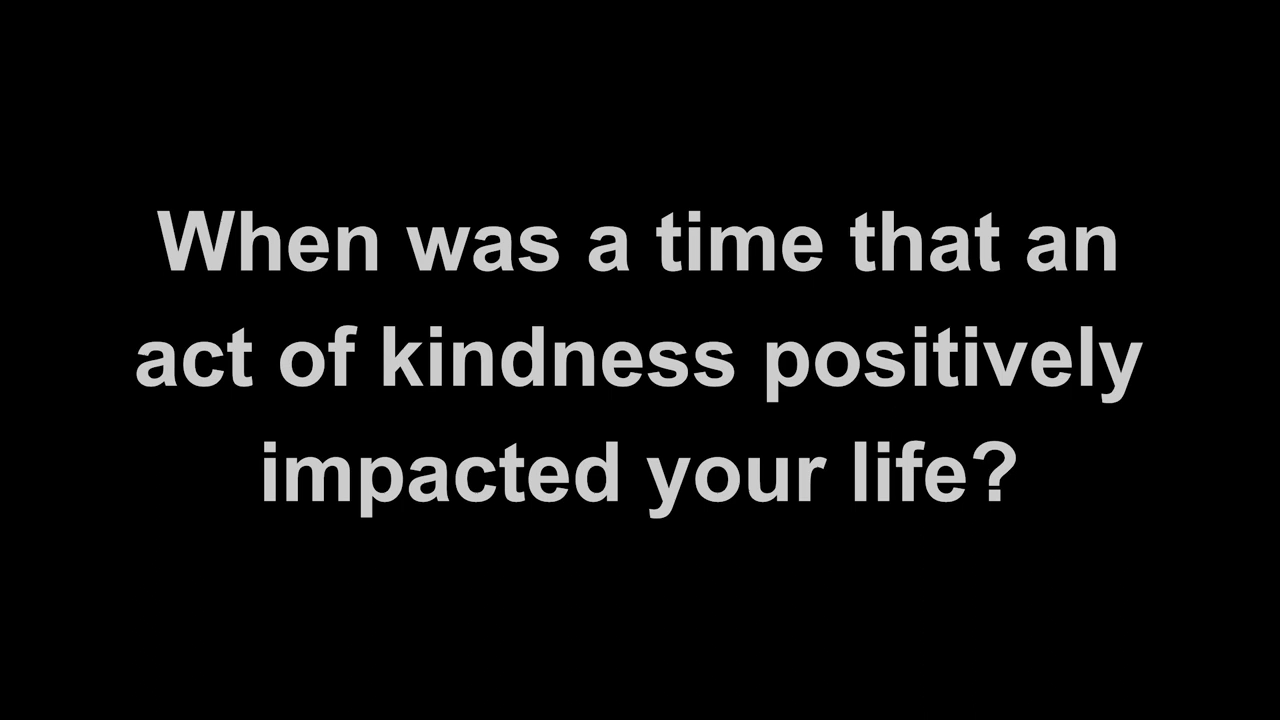 When was a time that an
act of kindness positively
impacted your life?